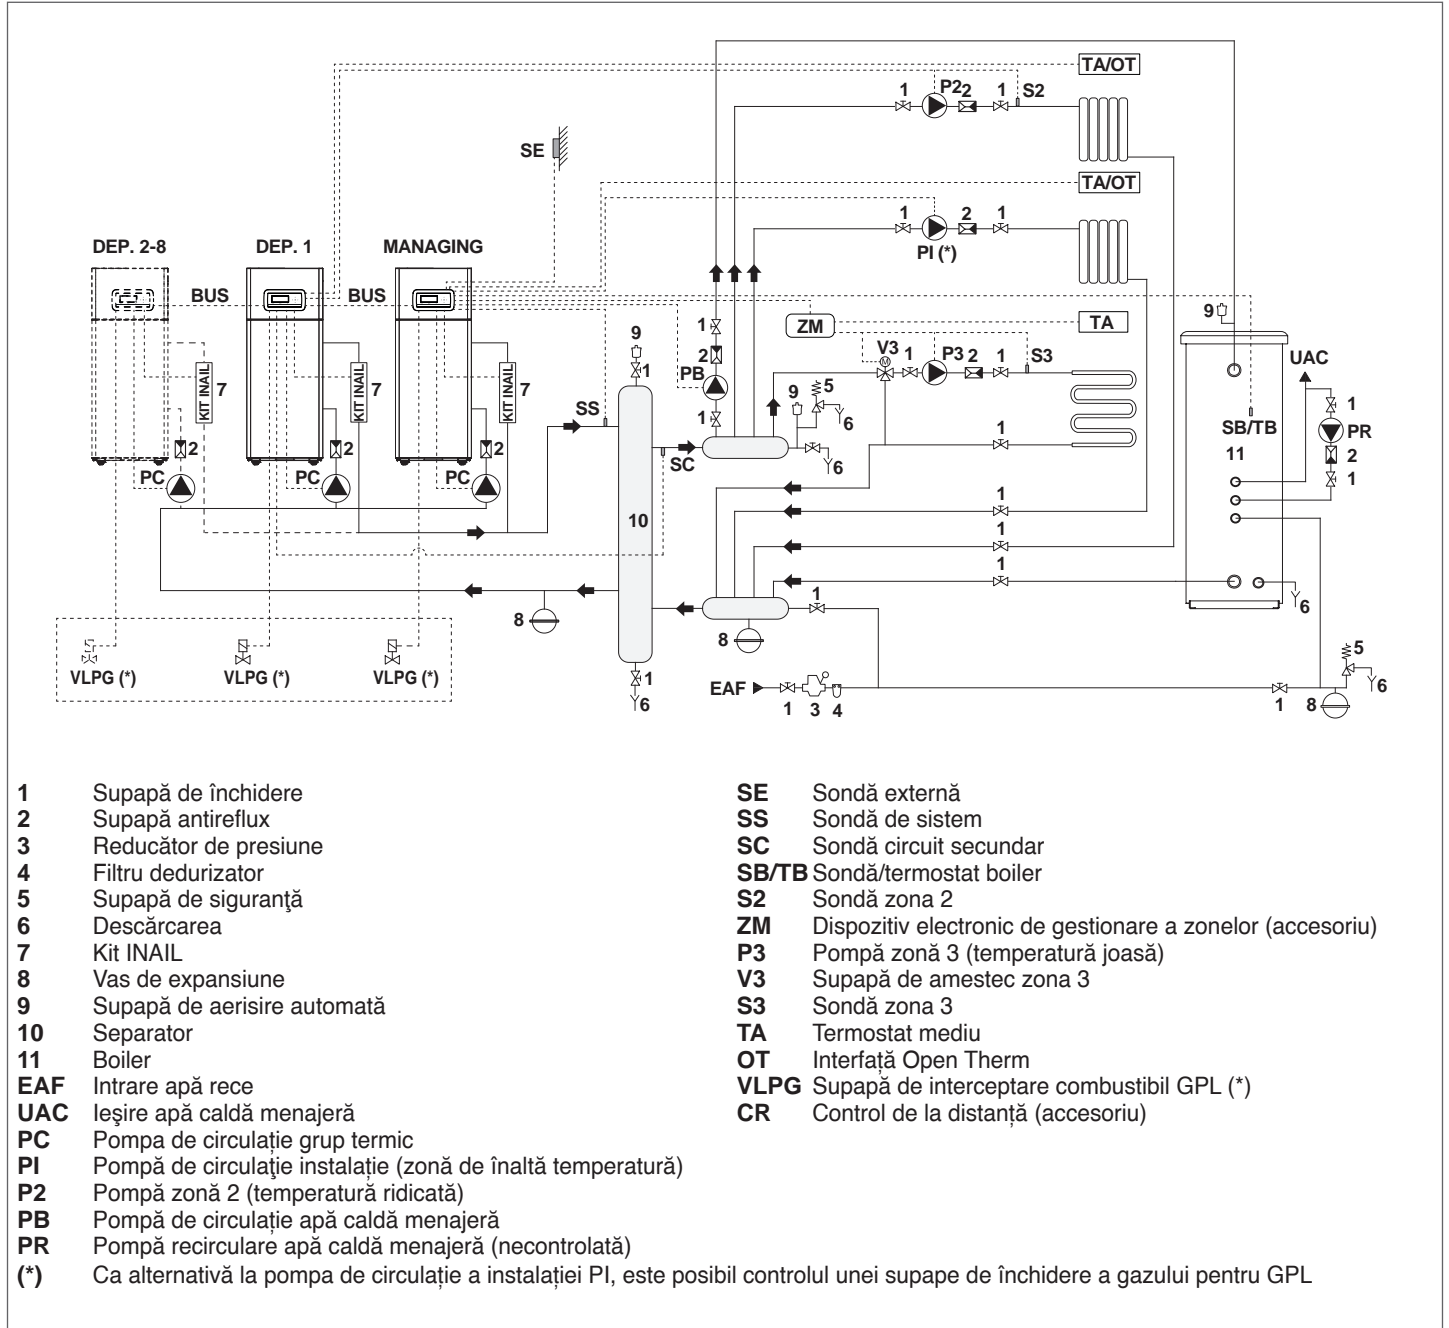 TA/OT
1 P2 2 1 S2
SE
TA/OT
1 2 1
PI (*)
DEP. 2-8 DEP. 1 MANAGING
BUS BUS
9
1
ZM TA
9
2
V3 1 P3 2 1 S3
UAC
1
PB
5
9
KIT INAIL 7 KIT INAIL 7 KIT INAIL 7
SS
1
6
1
SB/TB PR
2 2 2
1
11 2
SC
6
PC PC PC
1
1
10
1
1
1
8
8
6
VLPG (*) VLPG (*) VLPG (*)
5
1
EAF
6
6
1 3 4
1 8
1 Supapă de închidere
2 Supapă antireflux
3 Reducător de presiune
4 Filtru dedurizator
5 Supapă de siguranţă
6 Descărcarea
7 Kit INAIL
8 Vas de expansiune
9 Supapă de aerisire automată
10 Separator
11 Boiler
EAF Intrare apă rece
UAC Ieşire apă caldă menajeră
PC Pompa de circulație grup termic
PI Pompă de circulaţie instalație (zonă de înaltă temperatură)
P2 Pompă zonă 2 (temperatură ridicată)
PB Pompă de circulație apă caldă menajeră
PR Pompă recirculare apă caldă menajeră (necontrolată)
(*) Ca alternativă la pompa de circulație a instalației PI, este posibil controlul unei supape de închidere a gazului pentru GPL
SE Sondă externă
SS Sondă de sistem
SC Sondă circuit secundar
SB/TB Sondă/termostat boiler
S2 Sondă zona 2
ZM Dispozitiv electronic de gestionare a zonelor (accesoriu)
P3 Pompă zonă 3 (temperatură joasă)
V3 Supapă de amestec zona 3
S3 Sondă zona 3
TA Termostat mediu
OT Interfață Open Therm
VLPG Supapă de interceptare combustibil GPL (*)
CR Control de la distanță (accesoriu)